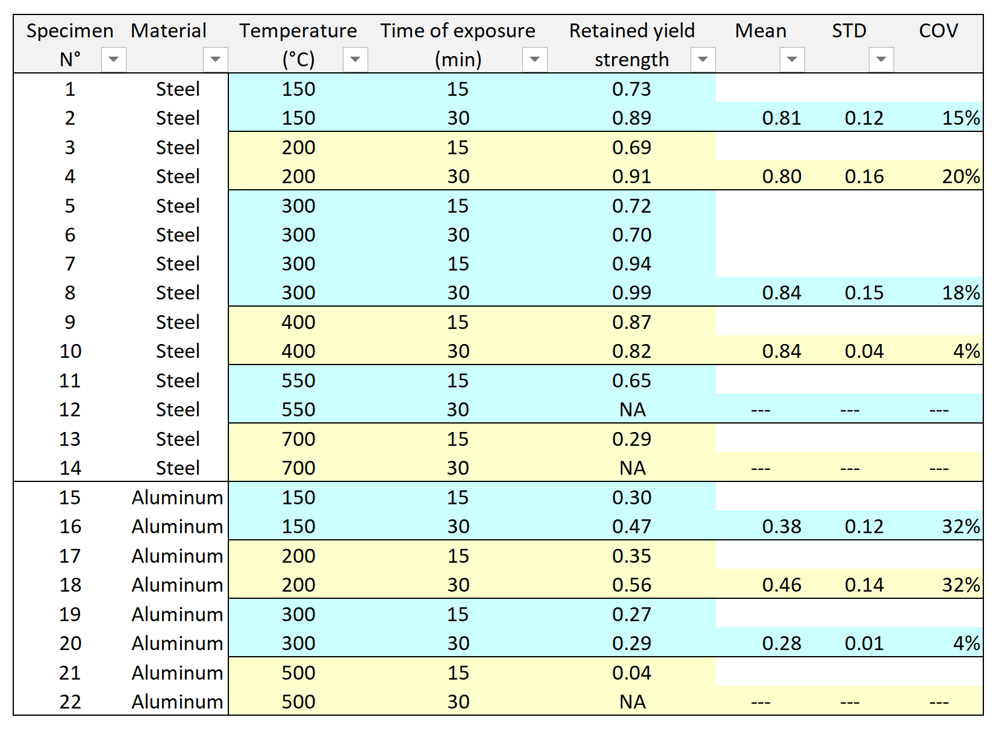 Specimen N° Material Temperature (°C) Time of exposure (min) Retained yield strength Mean STD COV
1 Steel 150 15 0.73
2 Steel 150 30 0.89 0.81 0.12 15%
3 Steel 200 15 0.69
4 Steel 200 30 0.91 0.80 0.16 20%
5 Steel 300 15 0.72
6 Steel 300 30 0.70
7 Steel 300 15 0.94
8 Steel 300 30 0.99 0.84 0.15 18%
9 Steel 400 15 0.87
10 Steel 400 30 0.82 0.84 0.04 4%
11 Steel 550 15 0.65
12 Steel 550 30 NA --- --- ---
13 Steel 700 15 0.29
14 Steel 700 30 NA --- --- ---
15 Aluminum 150 15 0.30
16 Aluminum 150 30 0.47 0.38 0.12 32%
17 Aluminum 200 15 0.35
18 Aluminum 200 30 0.56 0.46 0.14 32%
19 Aluminum 300 15 0.27
20 Aluminum 300 30 0.29 0.28 0.01 4%
21 Aluminum 500 15 0.04
22 Aluminum 500 30 NA --- --- ---